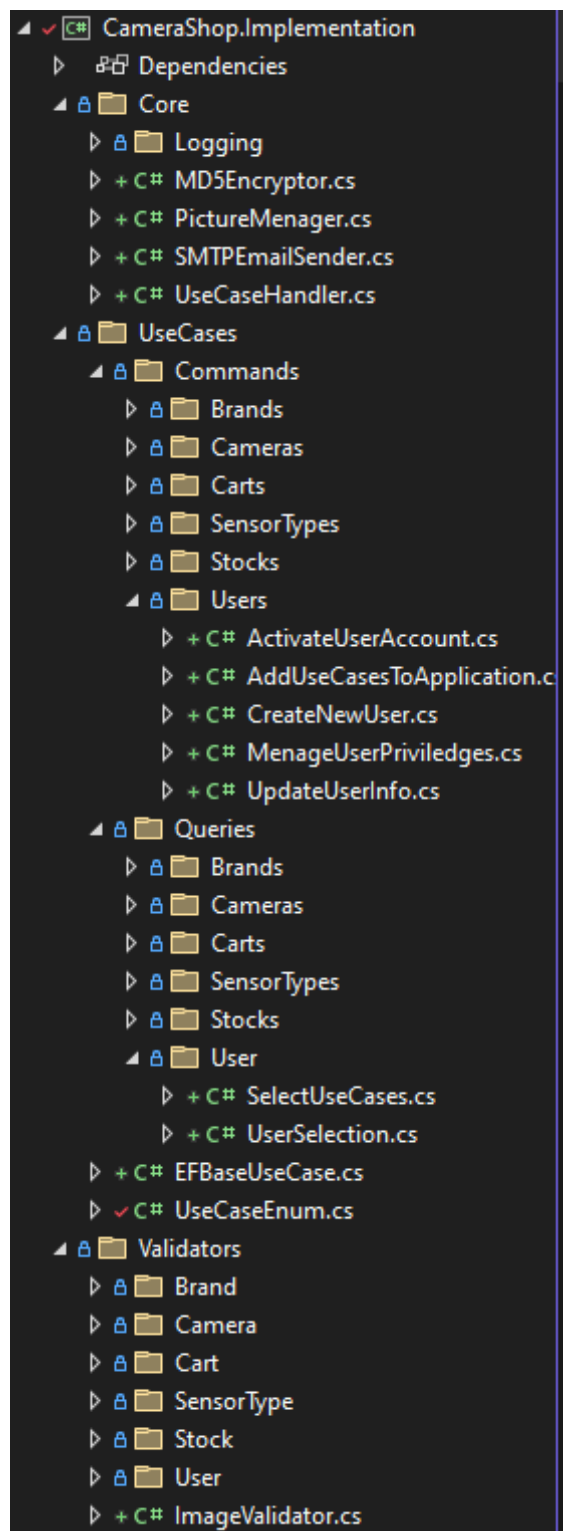 C# CameraShop.Implementation
Dependencies
Core
Logging
+ C# MD5Encryptor.cs
+ C# PictureMenager.cs
+ C# SMTPEmailSender.cs
+ C# UseCaseHandler.cs
UseCases
Commands
Brands
Cameras
Carts
SensorTypes
Stocks
Users
+ C# ActivateUserAccount.cs
+ C# AddUseCasesToApplication.c
+ C# CreateNewUser.cs
+ C# MenageUserPriviledges.cs
+ C# UpdateUserInfo.cs
Queries
Brands
Cameras
Carts
SensorTypes
Stocks
User
+ C# SelectUseCases.cs
+ C# UserSelection.cs
+ C# EFBaseUseCase.cs
C# UseCaseEnum.cs
Validators
Brand
Camera
Cart
SensorType
Stock
User
+ C# ImageValidator.cs